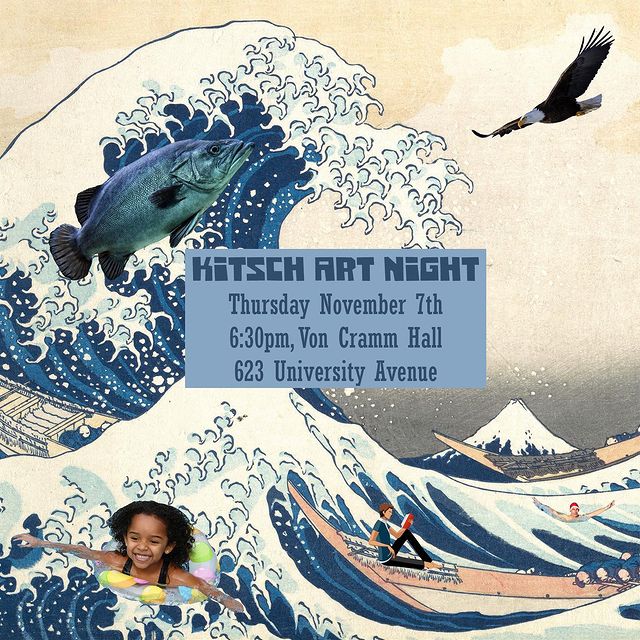 KITSCH ART NIGHT
Thursday November 7th
6:30pm, Von Cramm Hall
623 University Avenue